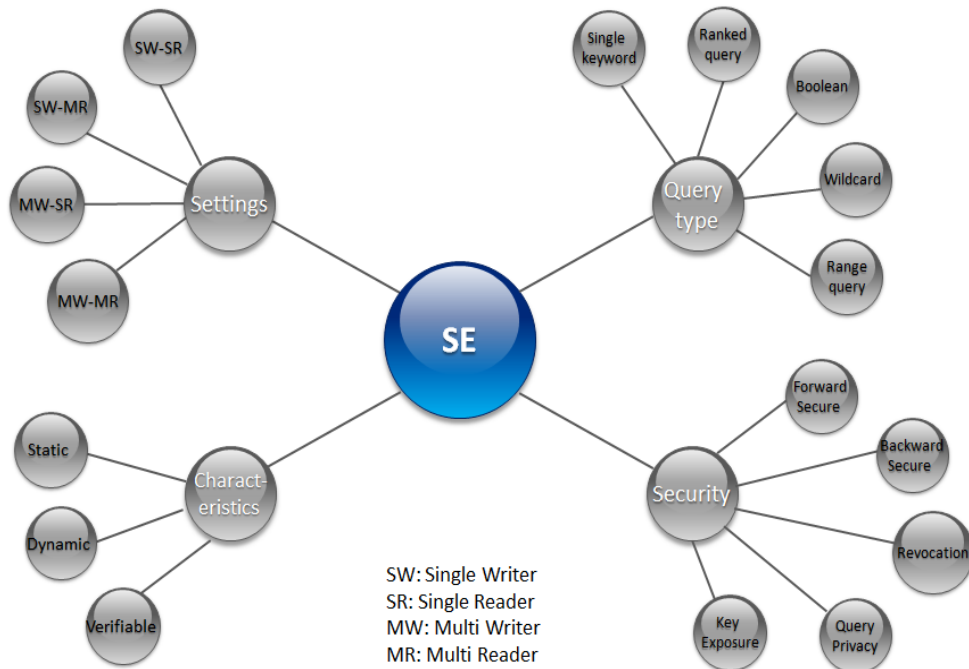 SW-SR
SW-MR
MW-SR
MW-MR
Settings
Single
keyword
Ranked
query
Boolean
Wildcard
Range
query
Query
type
SE
Static
Dynamic
Verifiable
Charact-
eristics
Forward
Secure
Backward
Secure
Revocation
Query
Privacy
Key
Exposure
Security
SW: Single Writer
SR: Single Reader
MW: Multi Writer
MR: Multi Reader